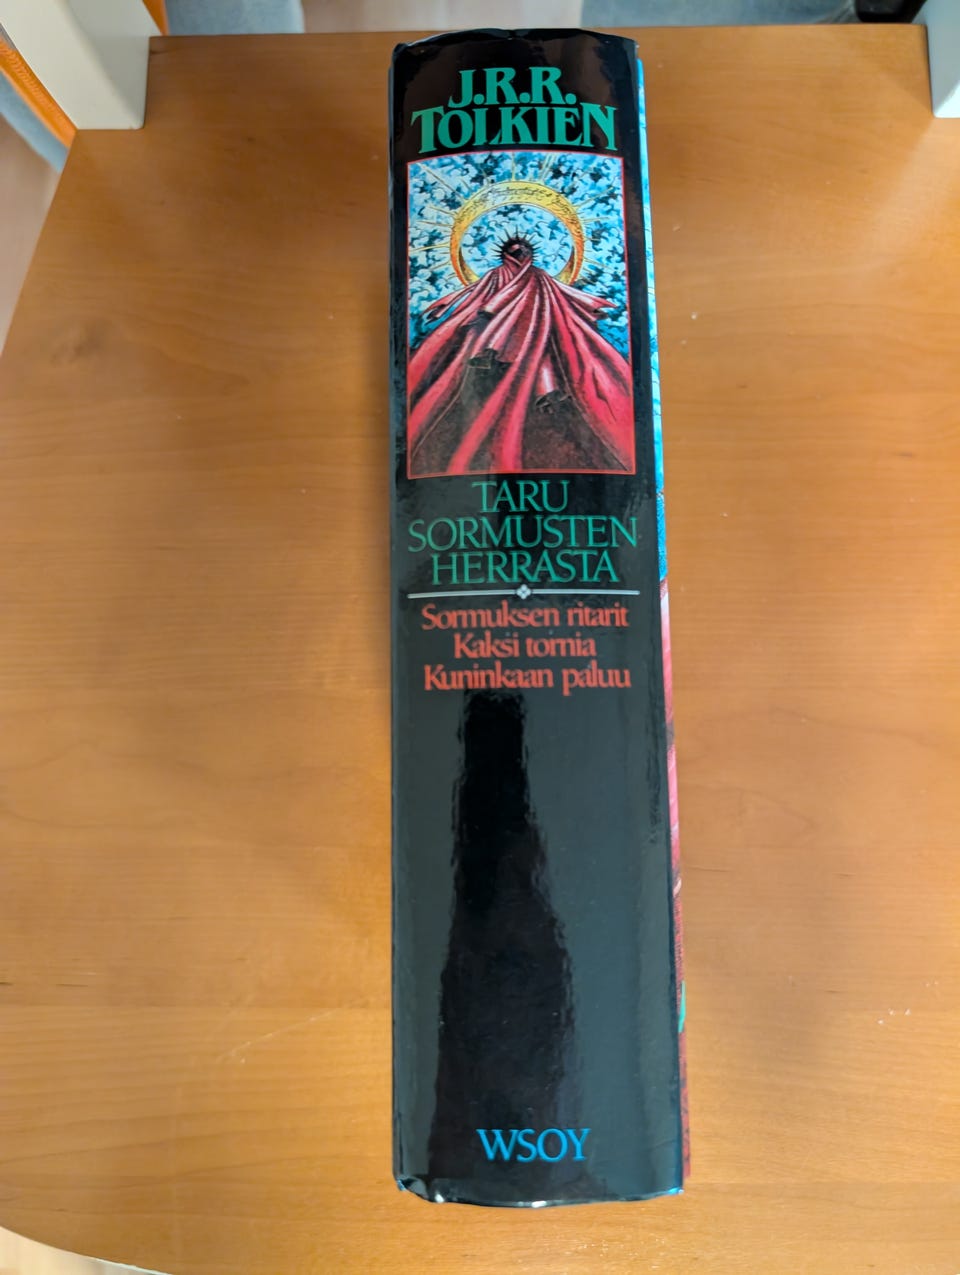 J.R.R.
TOLKIEN
TARU
SORMUSTEN
HERRASTA
Sormuksen ritarit
Kaksi tornia
Kuninkaan paluu
WSOY